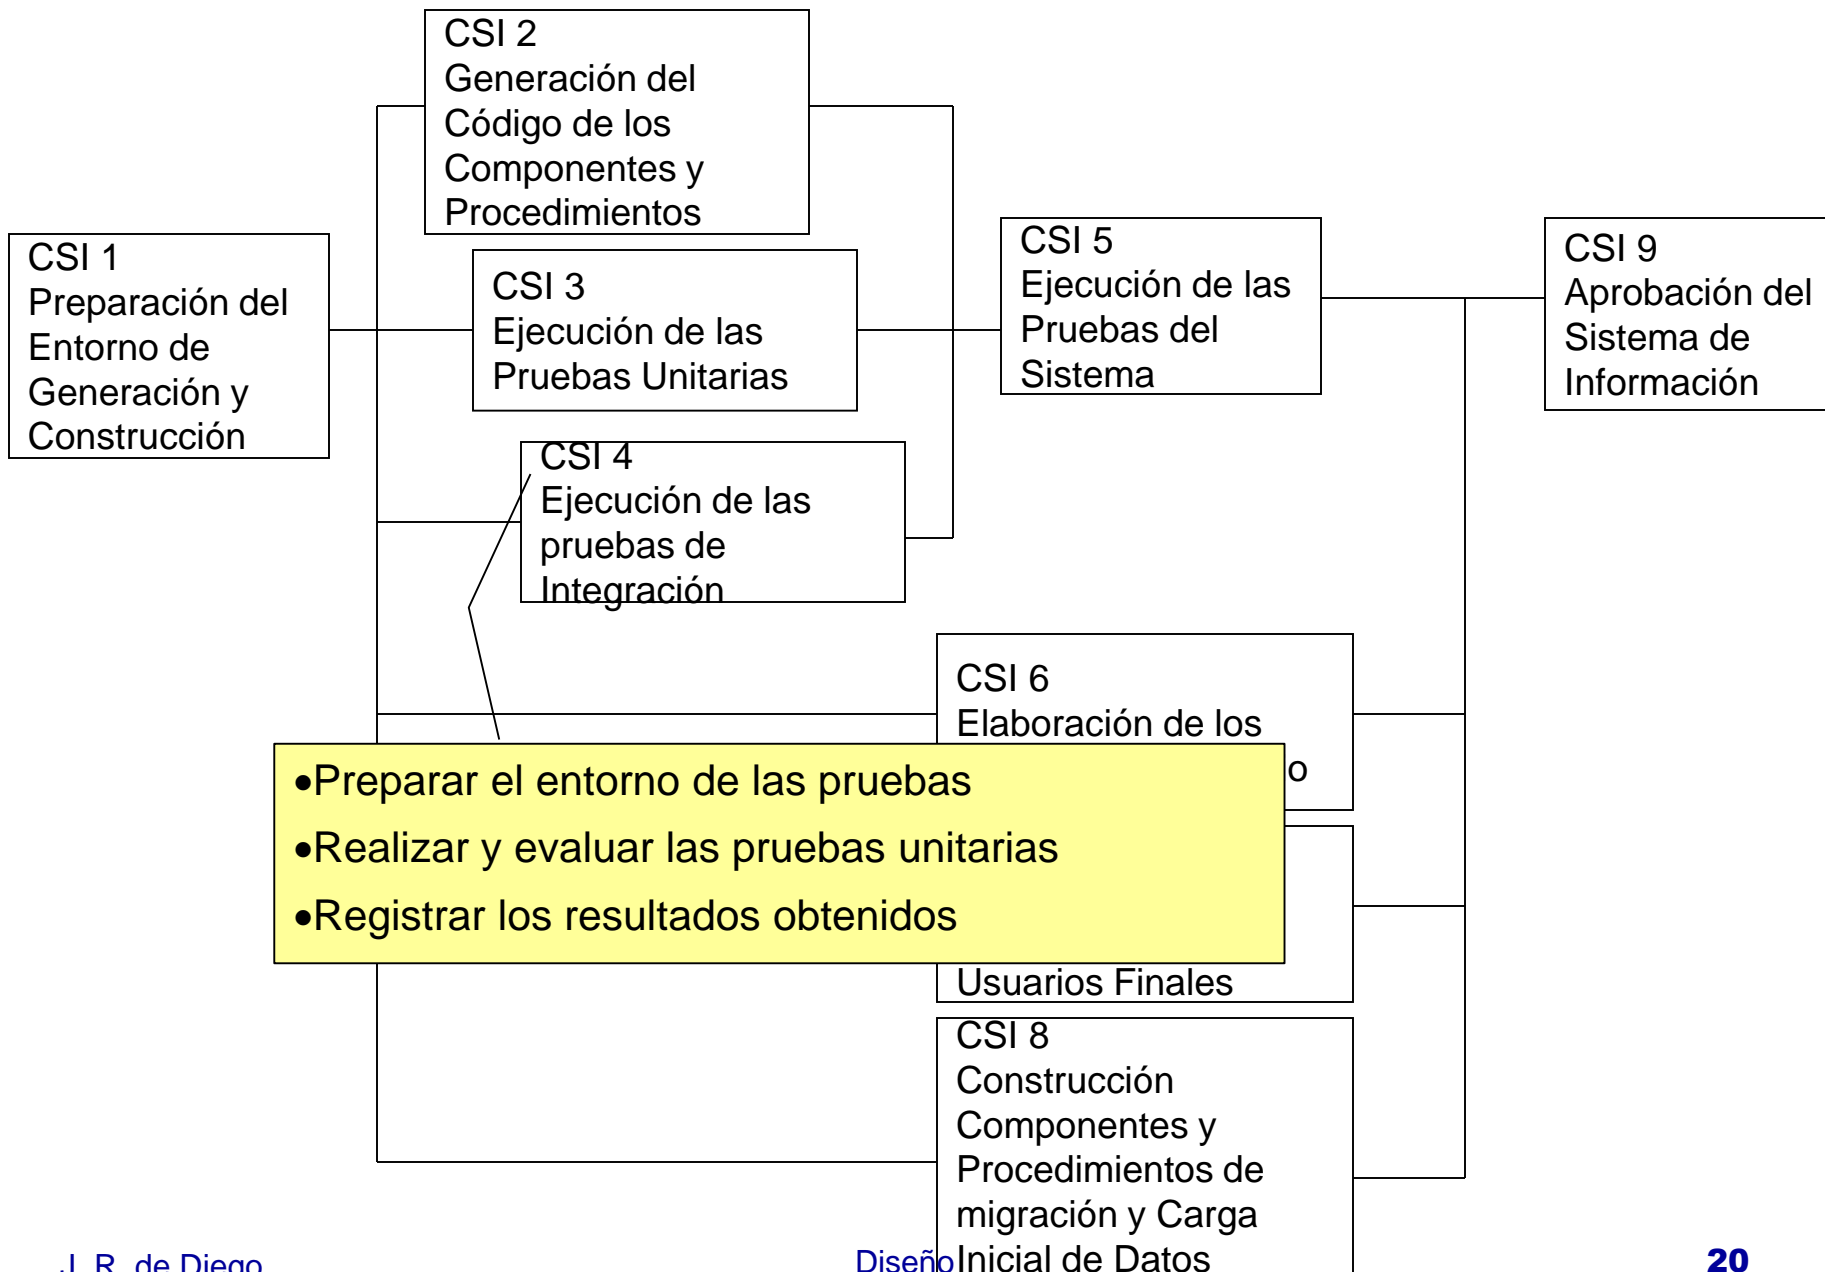 CSI 2
Generación del
Código de los
Componentes y
Procedimientos
CSI 1
Preparación del
Entorno de
Generación y
Construcción
CSI 3
Ejecución de las
Pruebas Unitarias
CSI 4
Ejecución de las
pruebas de
Integración
CSI 5
Ejecución de las
Pruebas del
Sistema
CSI 9
Aprobación del
Sistema de
Información
CSI 6
Elaboración de los
o
•Preparar el entorno de las pruebas
•Realizar y evaluar las pruebas unitarias
•Registrar los resultados obtenidos
Usuarios Finales
CSI 8
Construcción
Componentes y
Procedimientos de
migración y Carga
Inicial de Datos
J. R. de Diego
Diseño
20